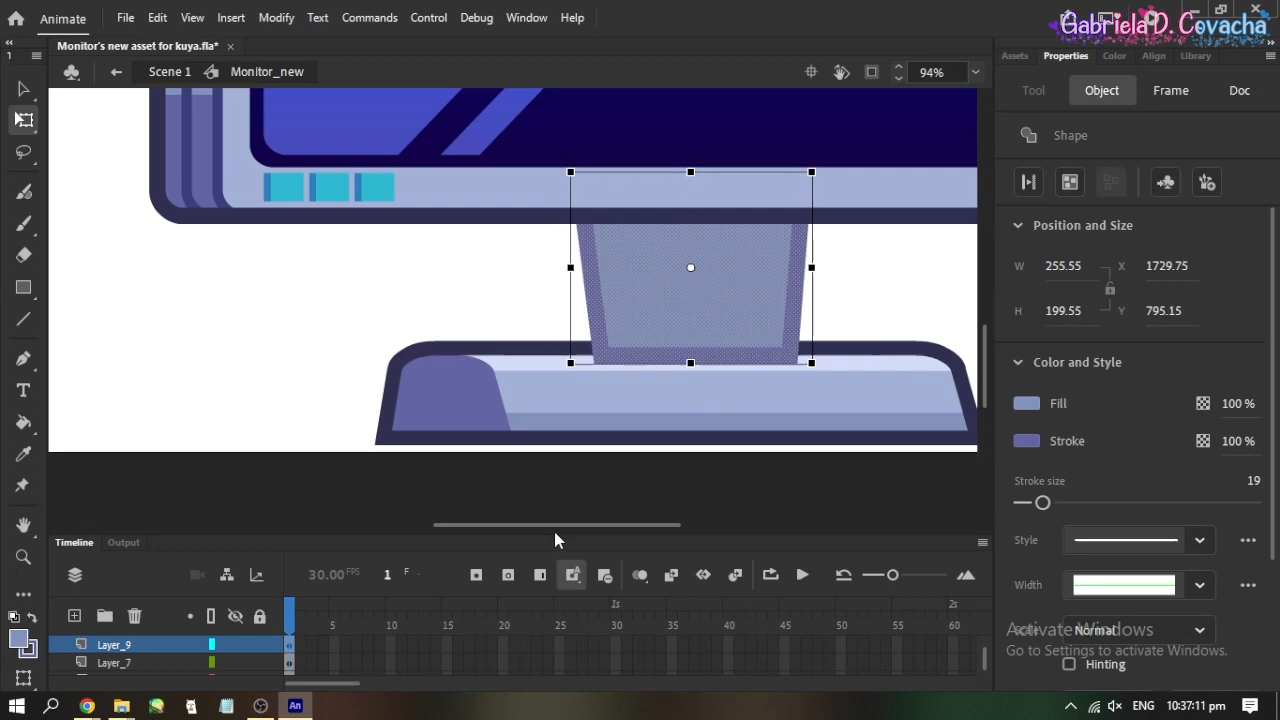 Animate File Edit View Insert Modify Text Commands Control Debug Window Help
Gabriela D. Covacha
Monitor's new asset for kuya.fla* ×
Assets Properties Color Align Library
Scene 1 Monitor_new 94%
Tool Object Frame Doc
Shape
Position and Size
W 255.55 X 1729.75
H 199.55 Y 795.15
Color and Style
Fill 100 %
Stroke 100 %
Stroke size 19
Style
Width
Normal
Hinting
Activate Windows
Go to Settings to activate Windows.
Timeline Output
30.00 FPS 1 F
1s 2s
5 10 15 20 25 30 35 40 45 50 55 60
Layer_9
Layer_7
An
ENG 10:37:11 pm